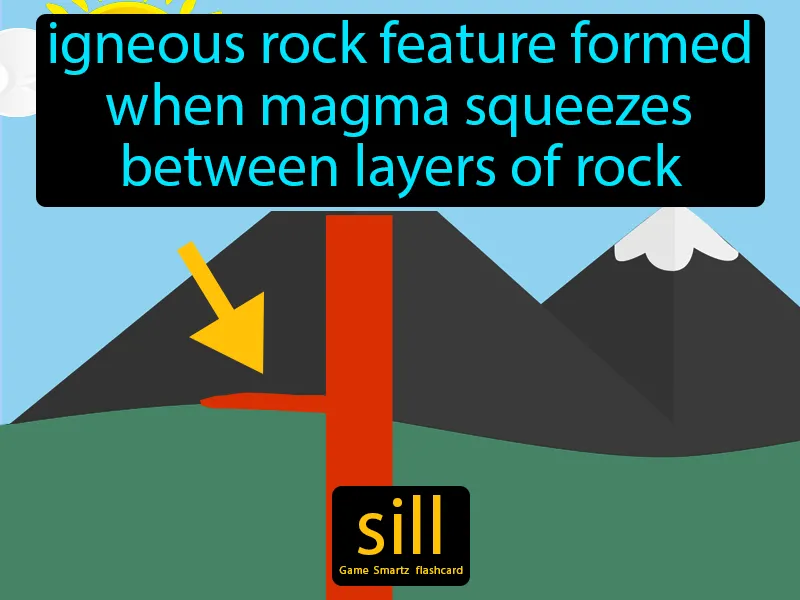 igneous rock feature formed
when magma squeezes
between layers of rock
sill
Game Smartz flashcard